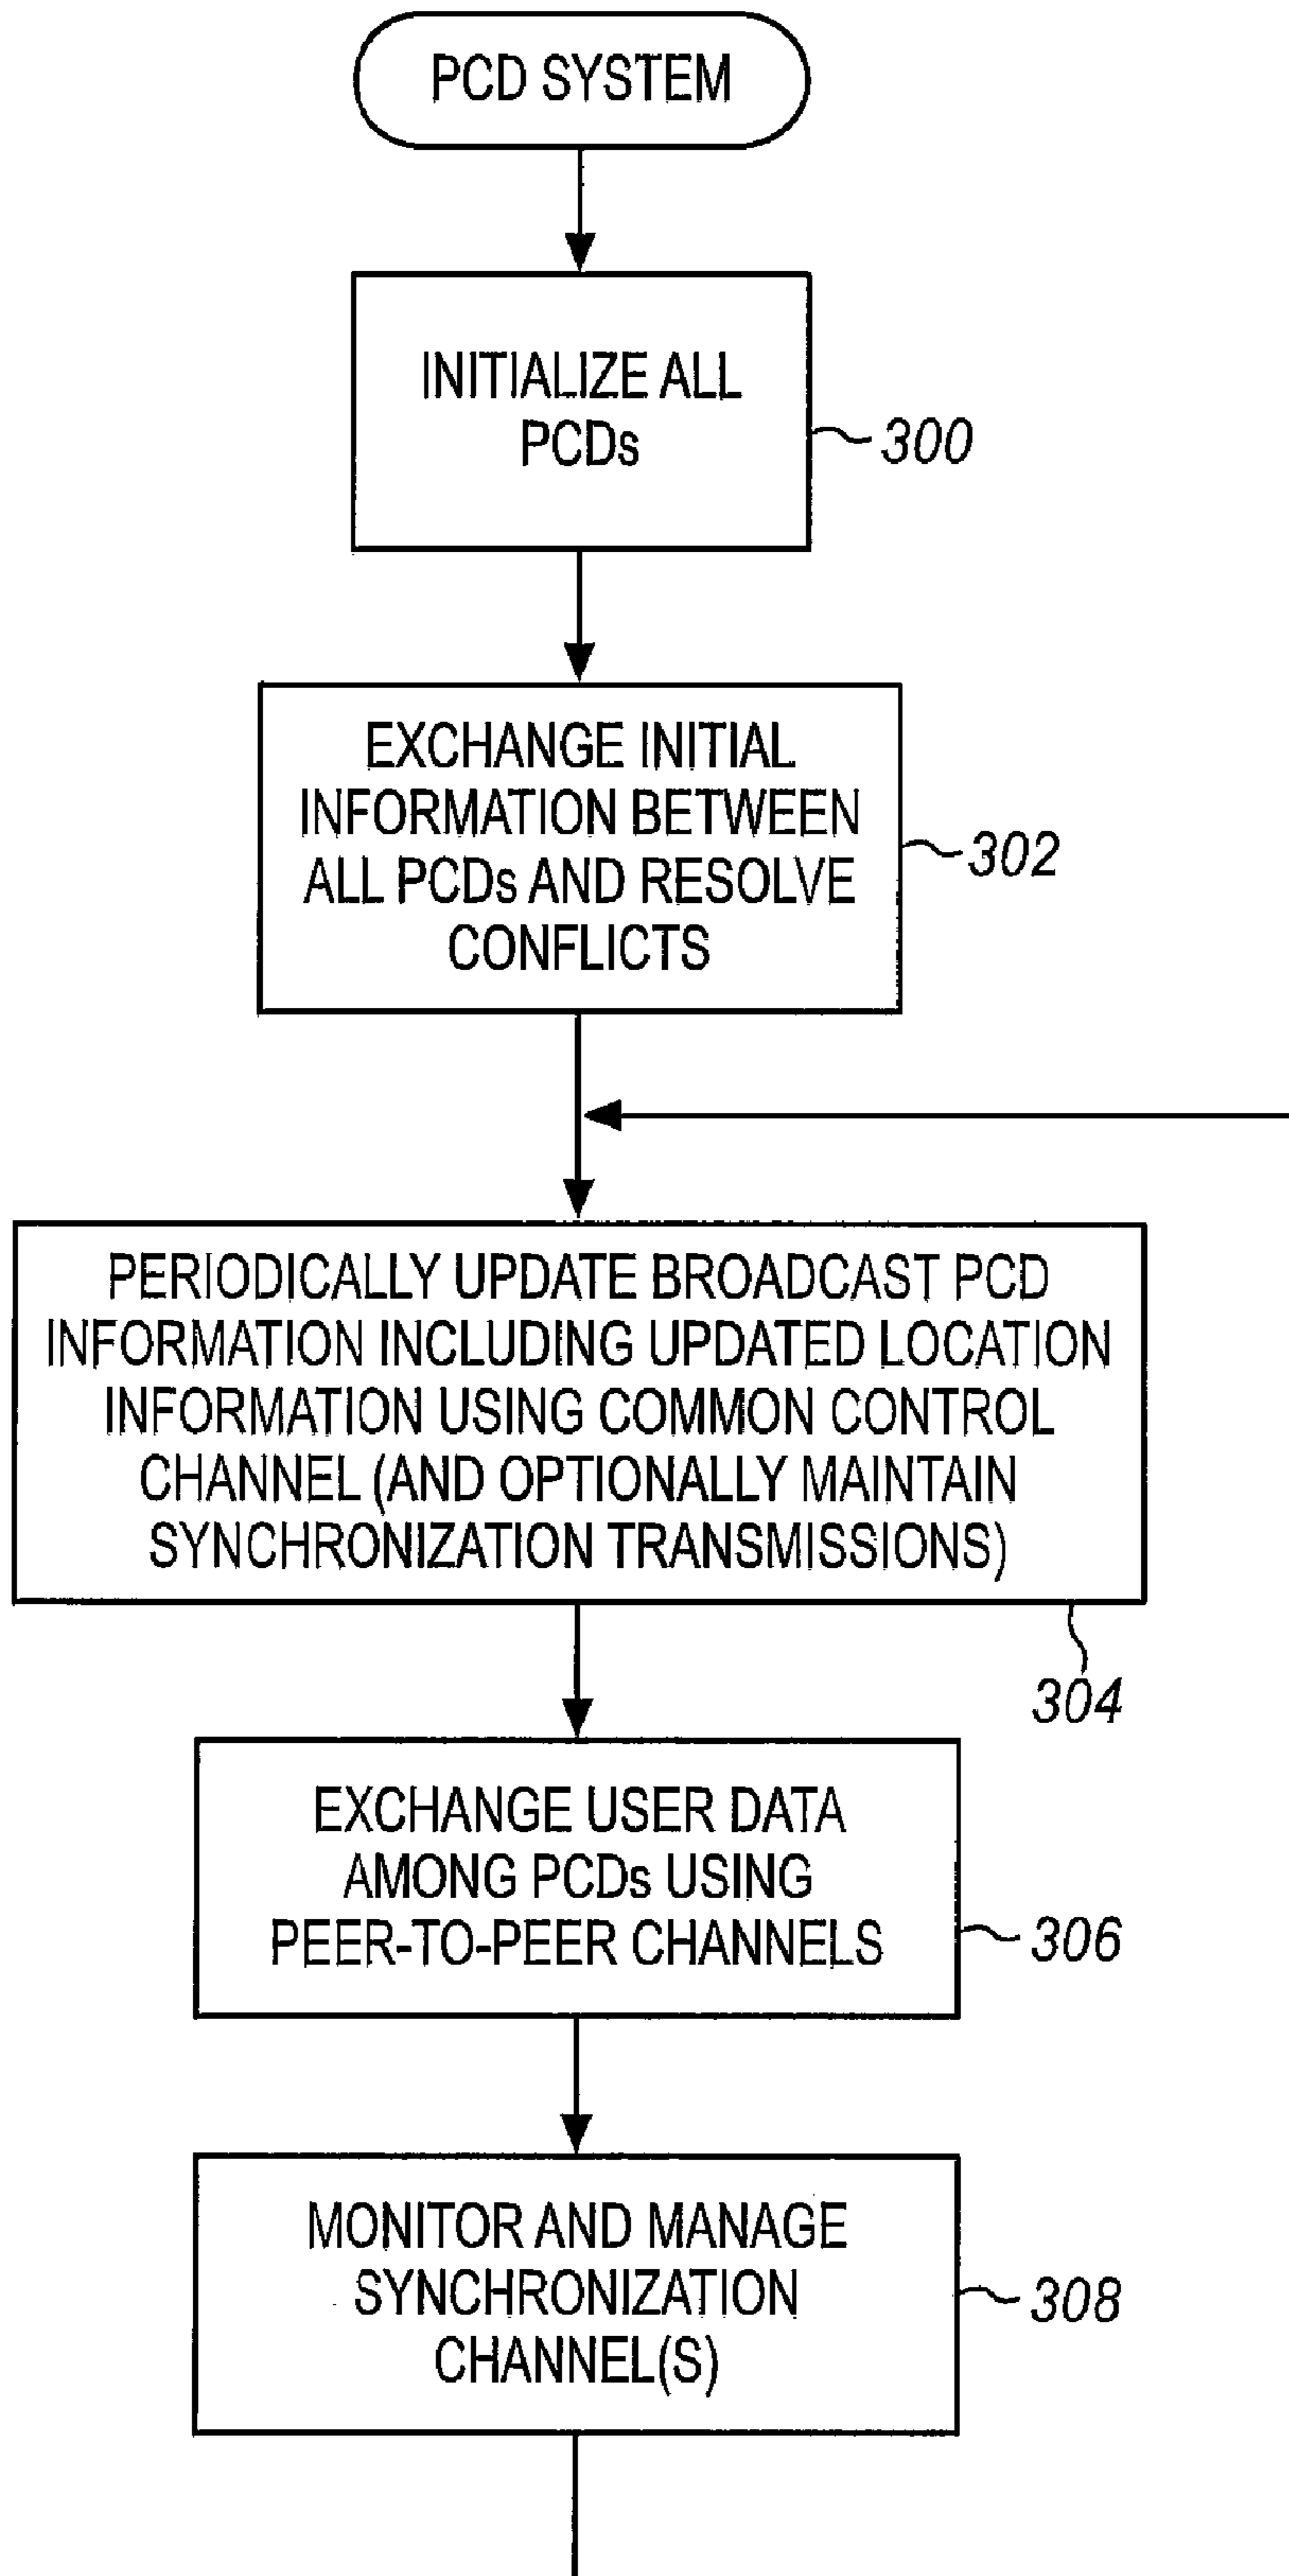 PCD SYSTEM
INITIALIZE ALL
PCDs
300
EXCHANGE INITIAL
INFORMATION BETWEEN
ALL PCDs AND RESOLVE
CONFLICTS
302
PERIODICALLY UPDATE BROADCAST PCD
INFORMATION INCLUDING UPDATED LOCATION
INFORMATION USING COMMON CONTROL
CHANNEL (AND OPTIONALLY MAINTAIN
SYNCHRONIZATION TRANSMISSIONS)
304
EXCHANGE USER DATA
AMONG PCDs USING
PEER-TO-PEER CHANNELS
306
MONITOR AND MANAGE
SYNCHRONIZATION
CHANNEL(S)
308